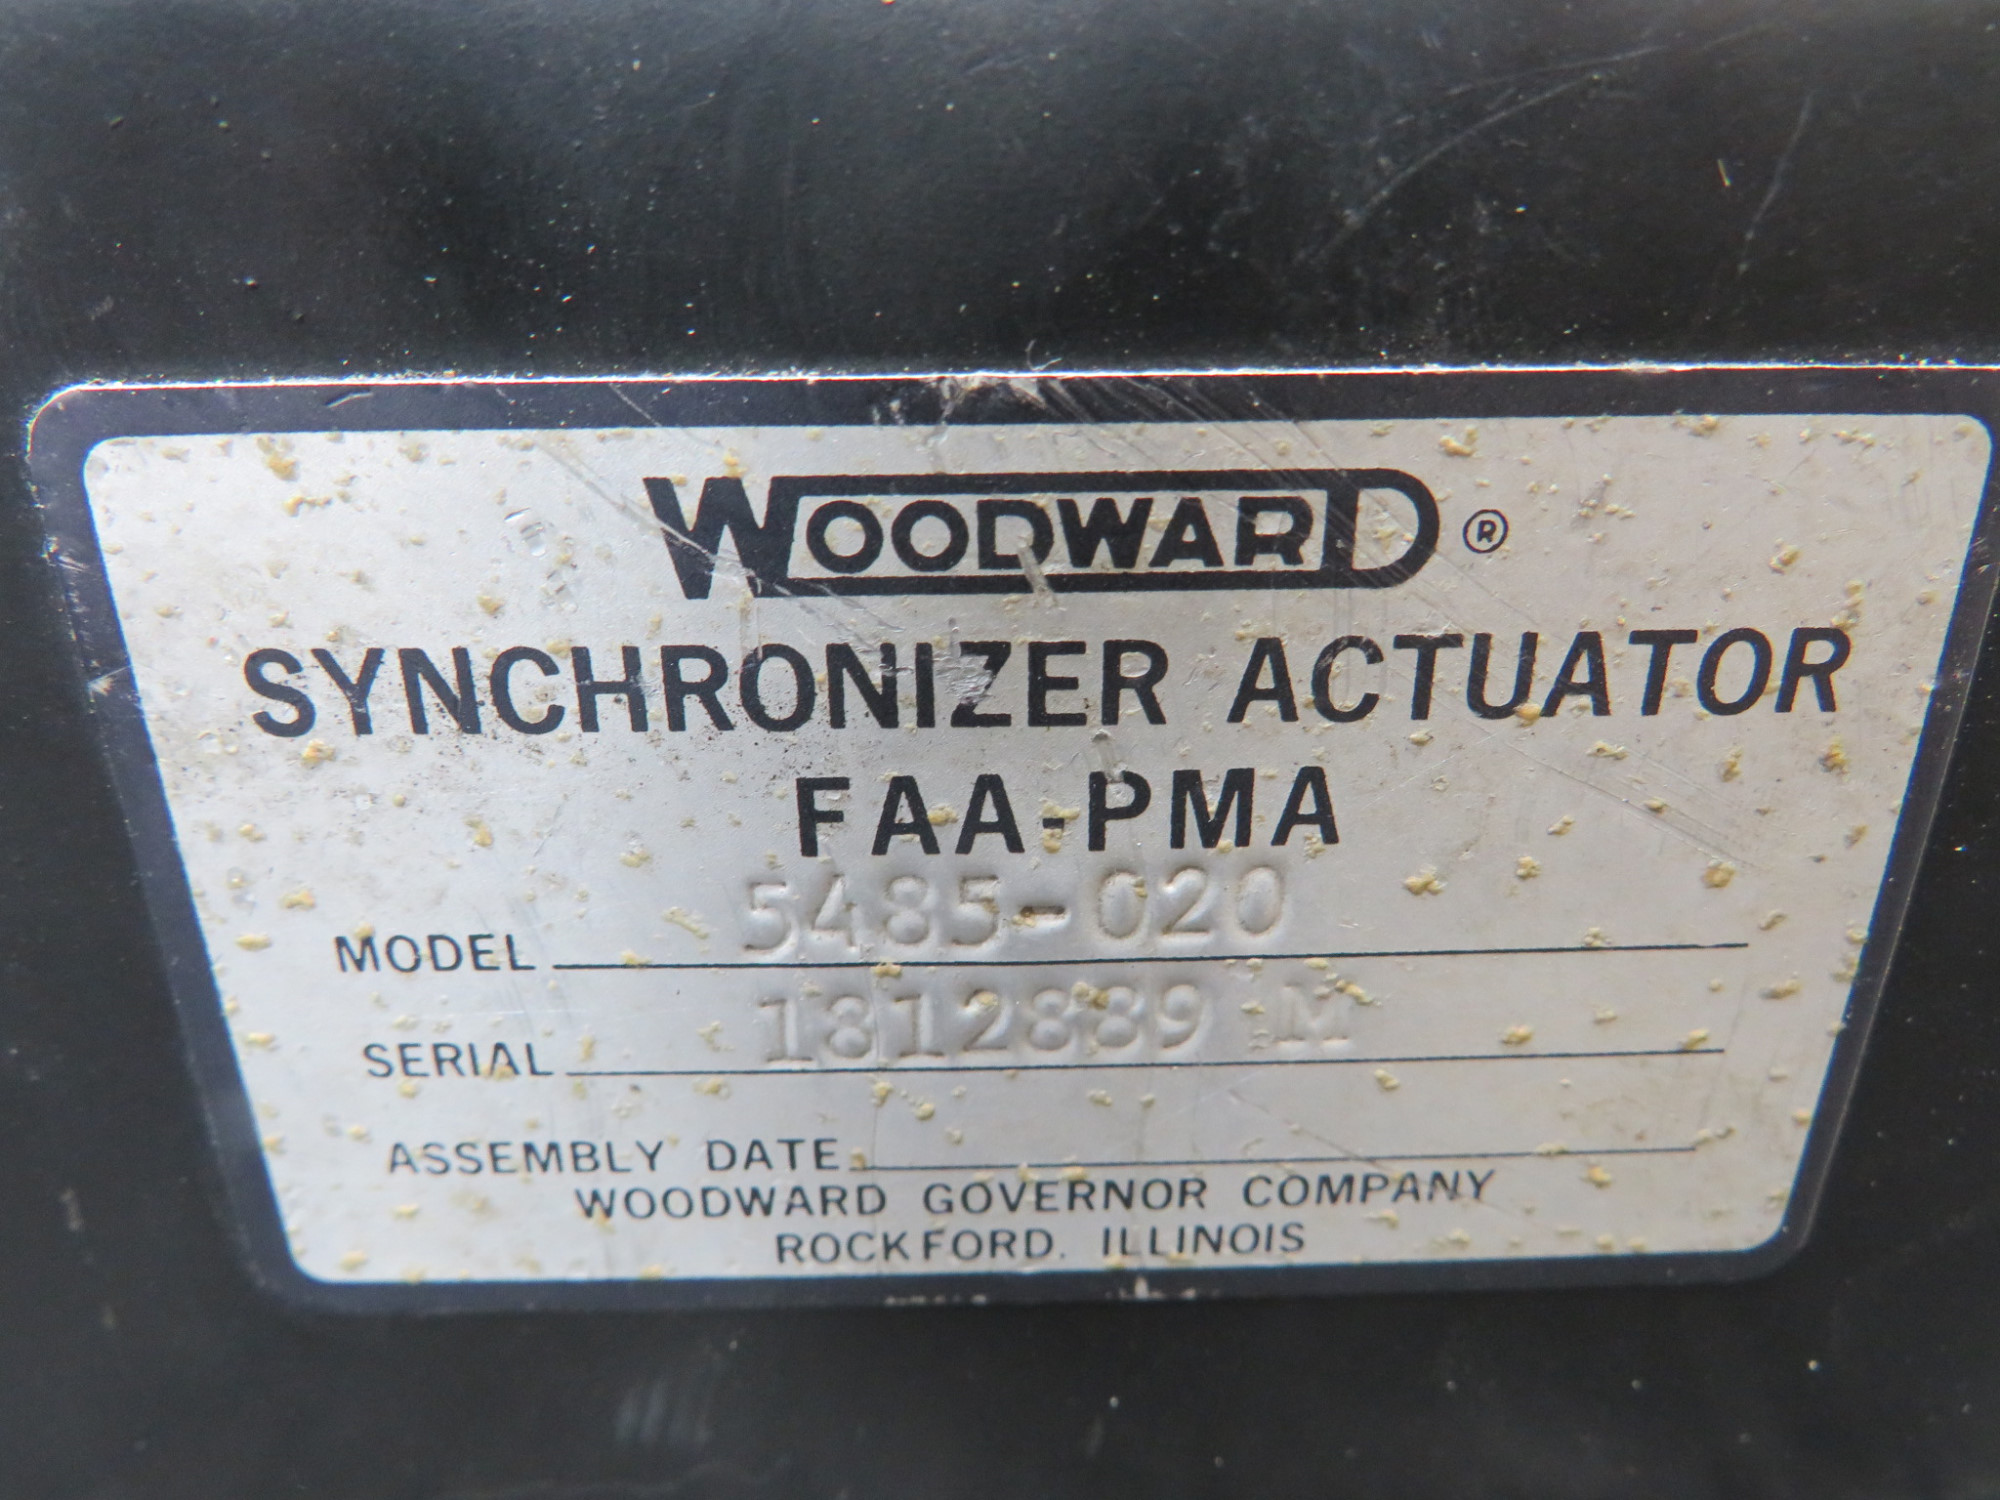 WOODWARD ®
SYNCHRONIZER ACTUATOR
FAA-PMA
MODEL 5485-020
SERIAL 1812889 M
ASSEMBLY DATE
WOODWARD GOVERNOR COMPANY
ROCKFORD, ILLINOIS